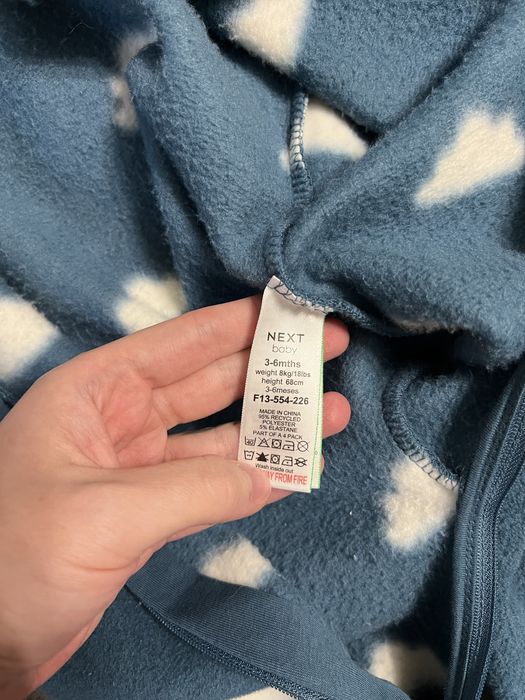 NEXT
baby
3-6mths
weight 8kg/18lbs
height 68cm
3-6meses
F13-554-226
MADE IN CHINA
95% RECYCLED
POLYESTER
5% ELASTANE
PART OF A 4 PACK
Wash inside out
FROM FIRE